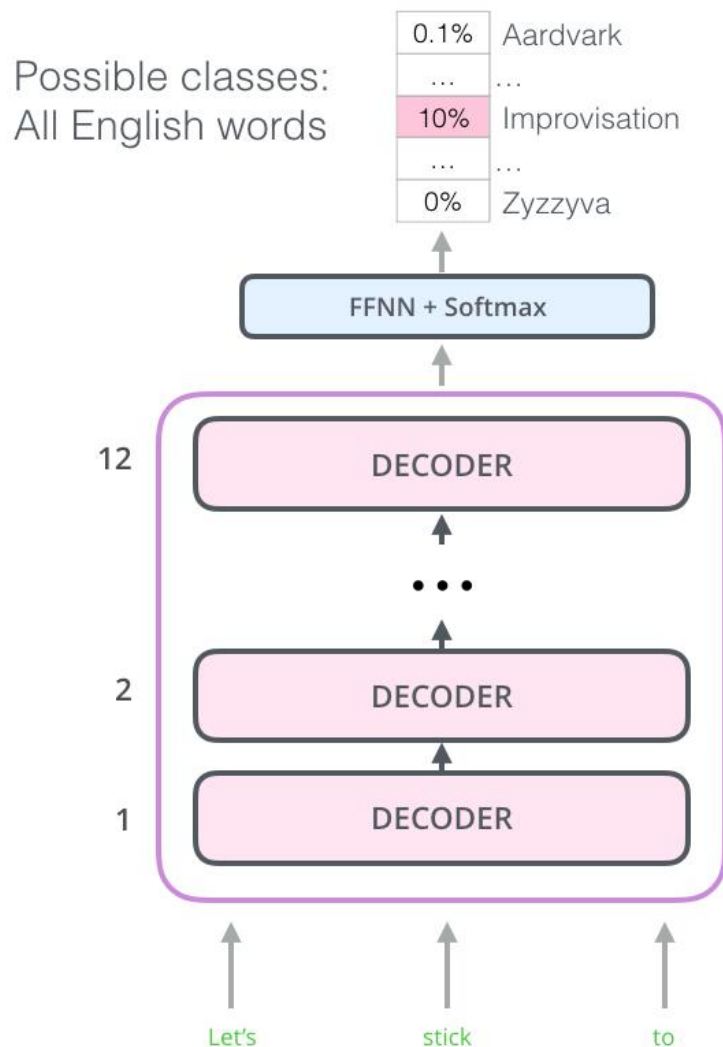 0.1% Aardvark
Possible classes:
... ...
All English words
10% Improvisation
... ...
0% Zyzzyva
FFNN + Softmax
12 DECODER
...
2 DECODER
1 DECODER
Let's stick to